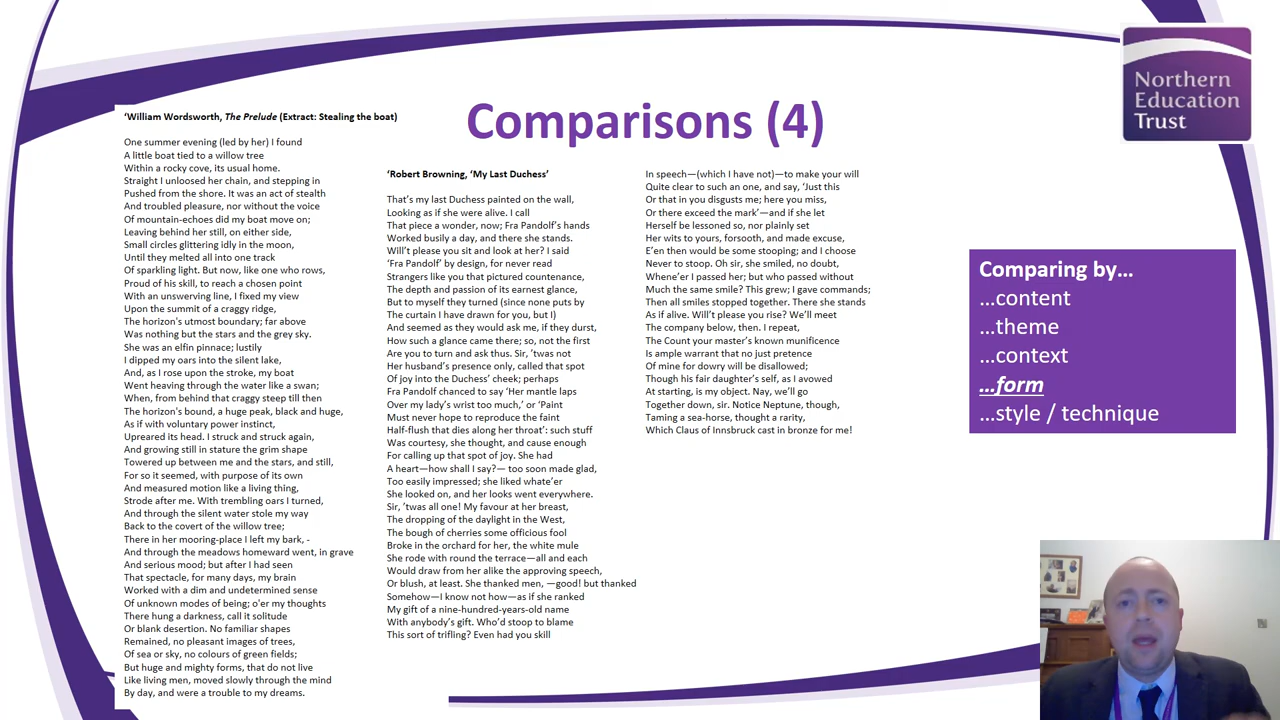 Northern
Education
Trust
Comparisons (4)
‘William Wordsworth, The Prelude (Extract: Stealing the boat)
One summer evening (led by her) I found
A little boat tied to a willow tree
Within a rocky cove, its usual home.
Straight I unloosed her chain, and stepping in
Pushed from the shore. It was an act of stealth
And troubled pleasure, nor without the voice
Of mountain-echoes did my boat move on;
Leaving behind her still, on either side,
Small circles glittering idly in the moon,
Until they melted all into one track
Of sparkling light. But now, like one who rows,
Proud of his skill, to reach a chosen point
With an unswerving line, I fixed my view
Upon the summit of a craggy ridge,
The horizon's utmost boundary; far above
Was nothing but the stars and the grey sky.
She was an elfin pinnace; lustily
I dipped my oars into the silent lake,
And, as I rose upon the stroke, my boat
Went heaving through the water like a swan;
When, from behind that craggy steep till then
The horizon's bound, a huge peak, black and huge,
As if with voluntary power instinct,
Upreared its head. I struck and struck again,
And growing still in stature the grim shape
Towered up between me and the stars, and still,
For so it seemed, with purpose of its own
And measured motion like a living thing,
Strode after me. With trembling oars I turned,
And through the silent water stole my way
Back to the covert of the willow tree;
There in her mooring-place I left my bark, -
And through the meadows homeward went, in grave
And serious mood; but after I had seen
That spectacle, for many days, my brain
Worked with a dim and undetermined sense
Of unknown modes of being; o'er my thoughts
There hung a darkness, call it solitude
Or blank desertion. No familiar shapes
Remained, no pleasant images of trees,
Of sea or sky, no colours of green fields;
But huge and mighty forms, that do not live
Like living men, moved slowly through the mind
By day, and were a trouble to my dreams.
‘Robert Browning, ‘My Last Duchess’
That’s my last Duchess painted on the wall,
Looking as if she were alive. I call
That piece a wonder, now; Fra Pandolf’s hands
Worked busily a day, and there she stands.
Will’t please you sit and look at her? I said
‘Fra Pandolf’ by design, for never read
Strangers like you that pictured countenance,
The depth and passion of its earnest glance,
But to myself they turned (since none puts by
The curtain I have drawn for you, but I)
And seemed as they would ask me, if they durst,
How such a glance came there; so, not the first
Are you to turn and ask thus. Sir, ’twas not
Her husband’s presence only, called that spot
Of joy into the Duchess’ cheek; perhaps
Fra Pandolf chanced to say ‘Her mantle laps
Over my lady’s wrist too much,’ or ‘Paint
Must never hope to reproduce the faint
Half-flush that dies along her throat’: such stuff
Was courtesy, she thought, and cause enough
For calling up that spot of joy. She had
A heart—how shall I say?— too soon made glad,
Too easily impressed; she liked whate’er
She looked on, and her looks went everywhere.
Sir, ’twas all one! My favour at her breast,
The dropping of the daylight in the West,
The bough of cherries some officious fool
Broke in the orchard for her, the white mule
She rode with round the terrace—all and each
Would draw from her alike the approving speech,
Or blush, at least. She thanked men, —good! but thanked
Somehow—I know not how—as if she ranked
My gift of a nine-hundred-years-old name
With anybody’s gift. Who’d stoop to blame
This sort of trifling? Even had you skill
In speech—(which I have not)—to make your will
Quite clear to such an one, and say, ‘Just this
Or that in you disgusts me; here you miss,
Or there exceed the mark’—and if she let
Herself be lessoned so, nor plainly set
Her wits to yours, forsooth, and made excuse,
E’en then would be some stooping; and I choose
Never to stoop. Oh sir, she smiled, no doubt,
Whene’er I passed her; but who passed without
Much the same smile? This grew; I gave commands;
Then all smiles stopped together. There she stands
As if alive. Will’t please you rise? We’ll meet
The company below, then. I repeat,
The Count your master’s known munificence
Is ample warrant that no just pretence
Of mine for dowry will be disallowed;
Though his fair daughter’s self, as I avowed
At starting, is my object. Nay, we’ll go
Together down, sir. Notice Neptune, though,
Taming a sea-horse, thought a rarity,
Which Claus of Innsbruck cast in bronze for me!
Comparing by…
…content
…theme
…context
…form
…style / technique